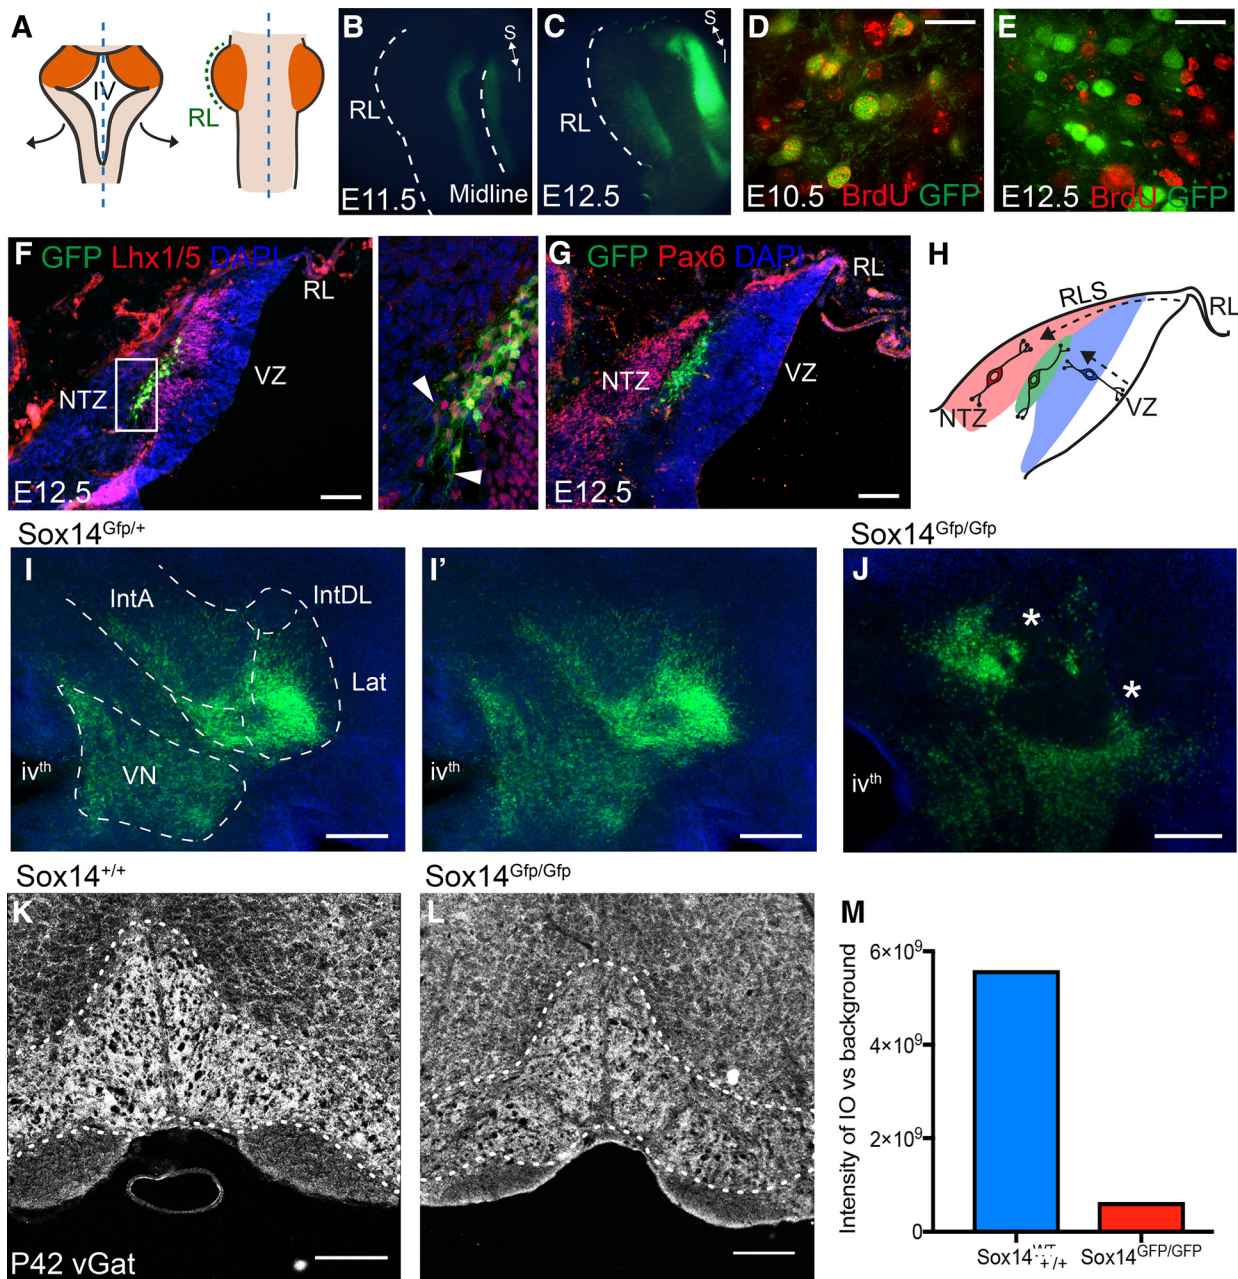 A
IV
RL
B
S
I
RL
E11.5
Midline
C
S
I
RL
E12.5
D
E10.5 BrdU GFP
E
E12.5 BrdU GFP
F GFP Lhx1/5 DAPI
RL
NTZ
VZ
E12.5
G GFP Pax6 DAPI
RL
NTZ
VZ
E12.5
H
RLS
RL
NTZ
VZ
Sox14Gfp/+
I
IntA
IntDL
Lat
VN
ivth
I'
ivth
Sox14Gfp/Gfp
J
*
*
ivth
Sox14+/+
K
P42 vGat
Sox14Gfp/Gfp
L
M
Intensity of IO vs background
6×10⁹
4×10⁹
2×10⁹
0
Sox14+/+
Sox14GFP/GFP